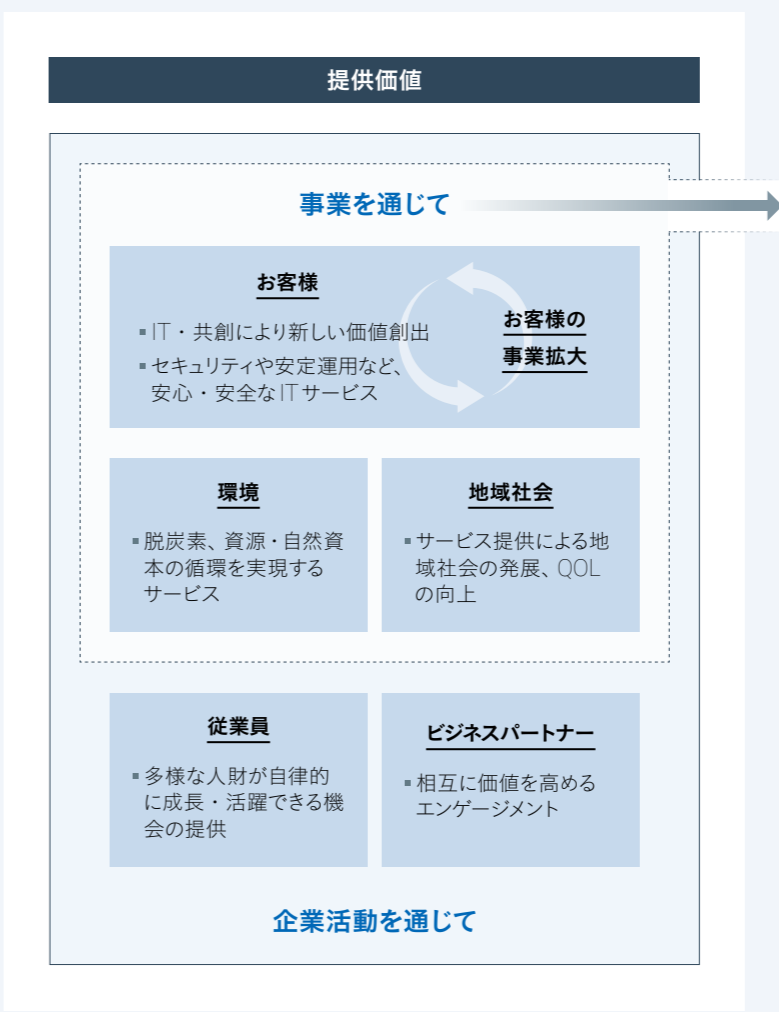 提供価値
事業を通じて
お客様
▪IT・共創により新しい価値創出
▪セキュリティや安定運用など、
安心・安全なITサービス
お客様の
事業拡大
環境
▪脱炭素、資源・自然資
本の循環を実現する
サービス
地域社会
▪サービス提供による地
域社会の発展、QOL
の向上
従業員
▪多様な人財が自律的
に成長・活躍できる機
会の提供
ビジネスパートナー
▪相互に価値を高める
エンゲージメント
企業活動を通じて